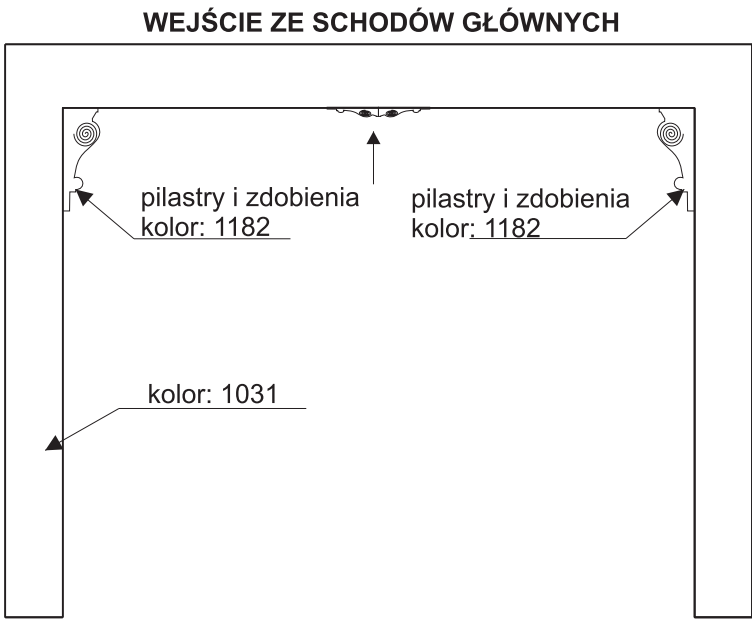 WEJŚCIE ZE SCHODÓW GŁÓWNYCH
pilastry i zdobienia
kolor: 1182
pilastry i zdobienia
kolor: 1182
kolor: 1031